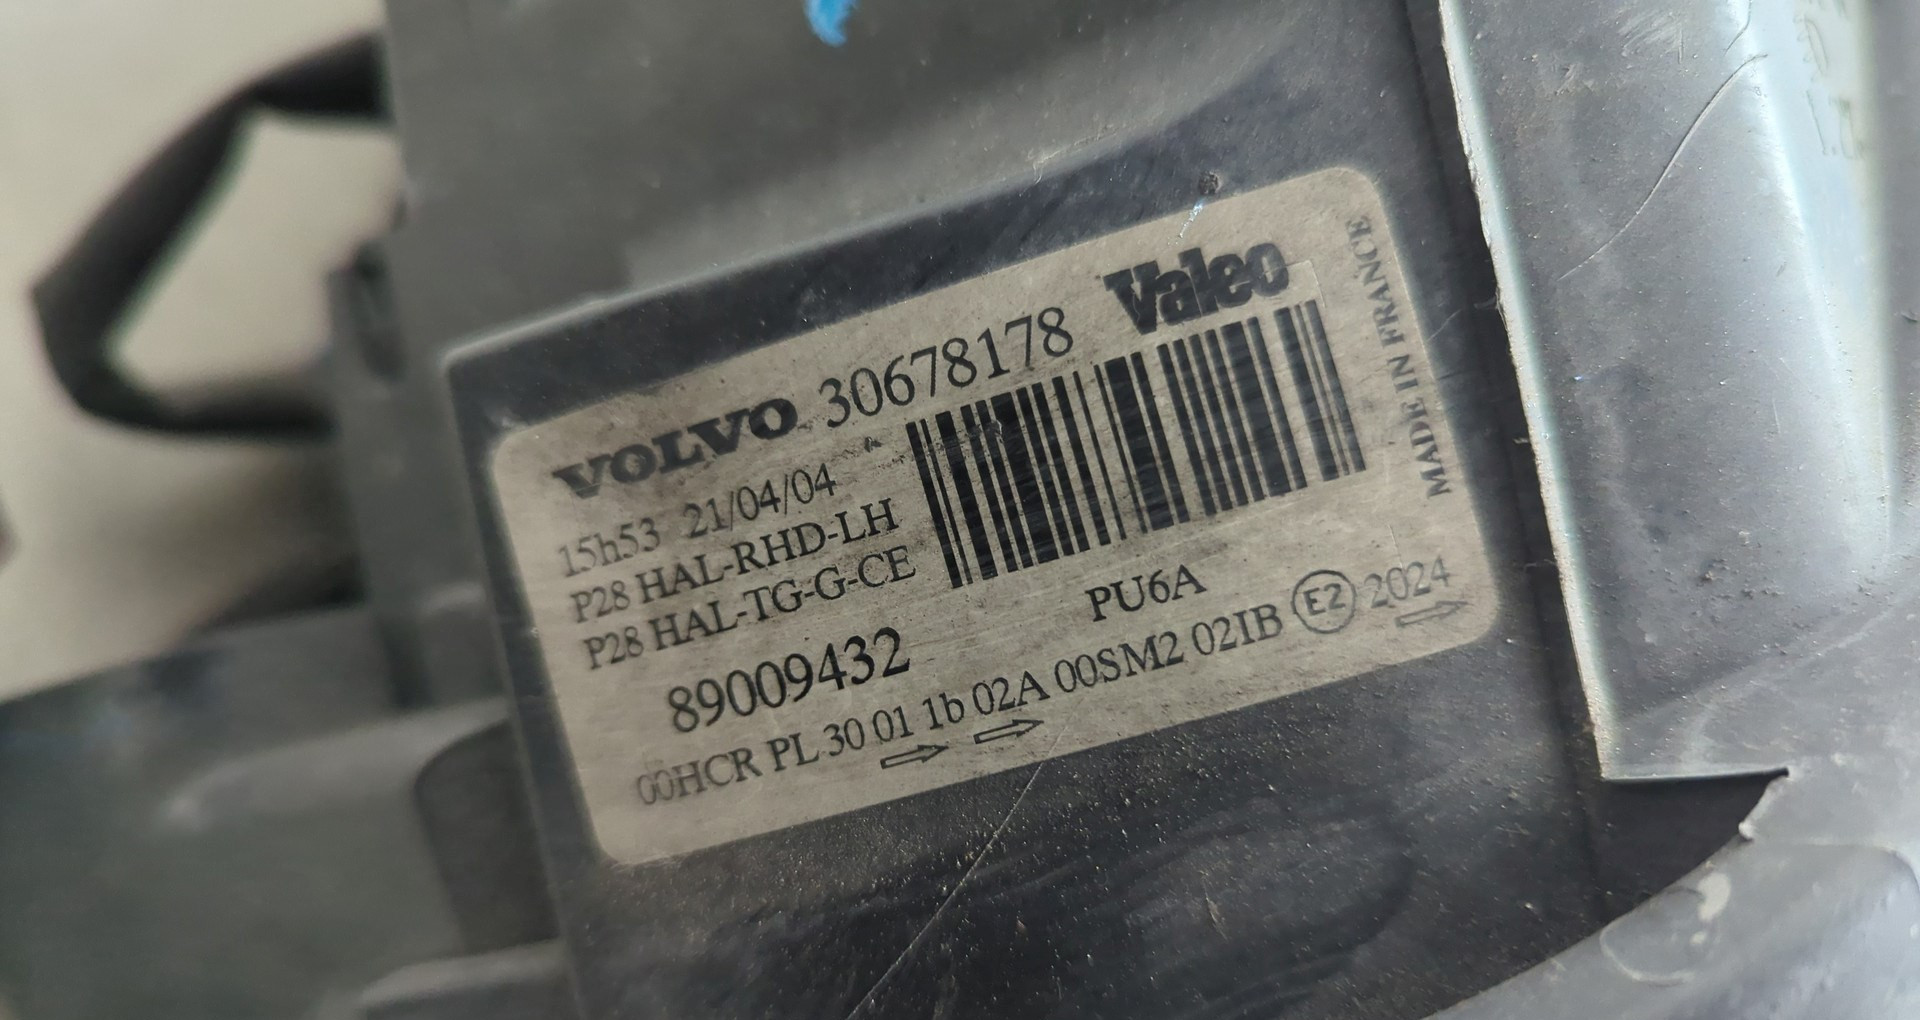 VOLVO 30678178 Valeo
15h53 21/04/04
P28 HAL-RHD-LH
P28 HAL-TG-G-CE
89009432
PU6A
00HCR PL 30 01 1b 02A 00SM2 02IB E2 2024
MADE IN FRANCE